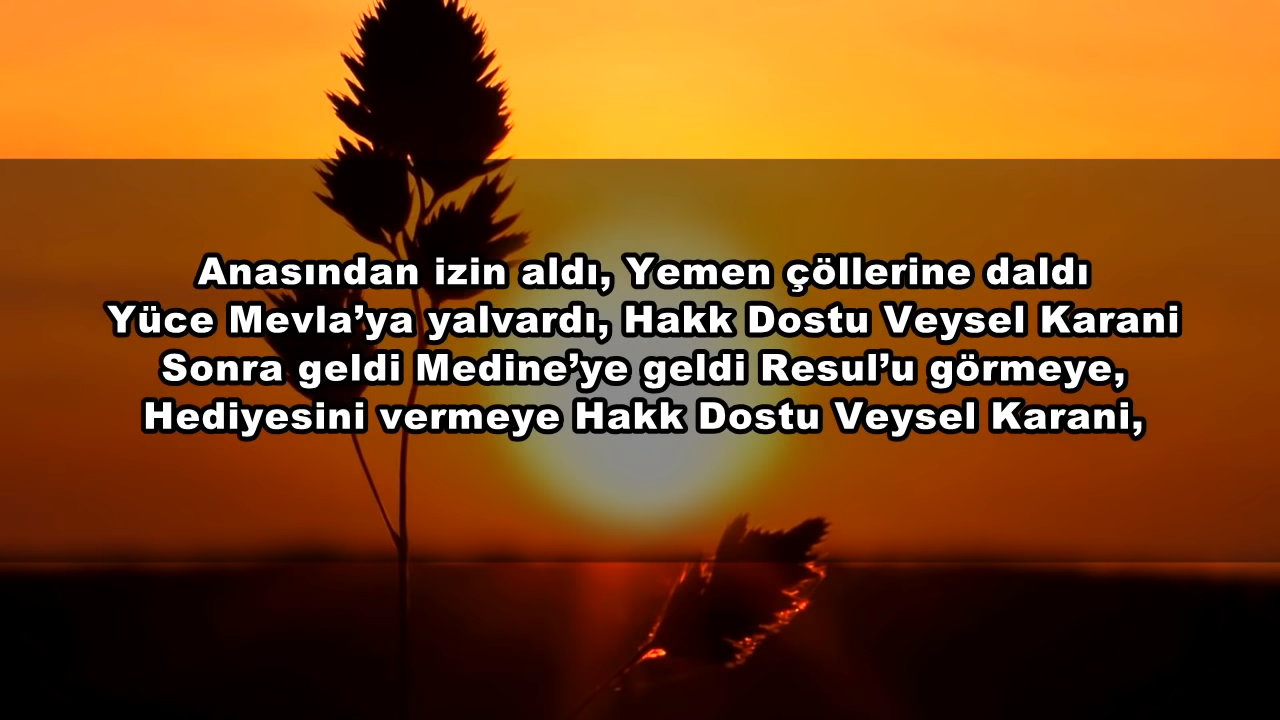 Anasından izin aldı, Yemen çöllerine daldı
Yüce Mevla’ya yalvardı, Hakk Dostu Veysel Karani
Sonra geldi Medine’ye geldi Resul’u görmeye,
Hediyesini vermeye Hakk Dostu Veysel Karani,